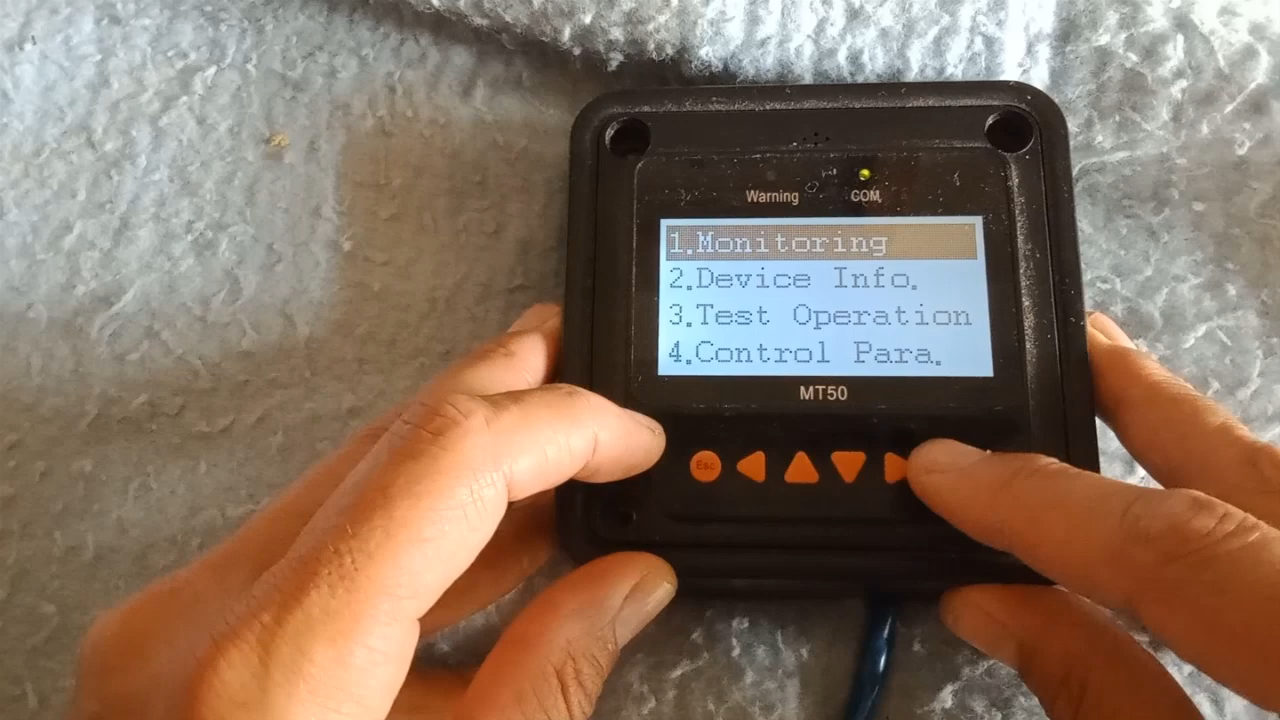 Warning COM
1.Monitoring
2.Device Info.
3.Test Operation
4.Control Para.
MT50
Esc